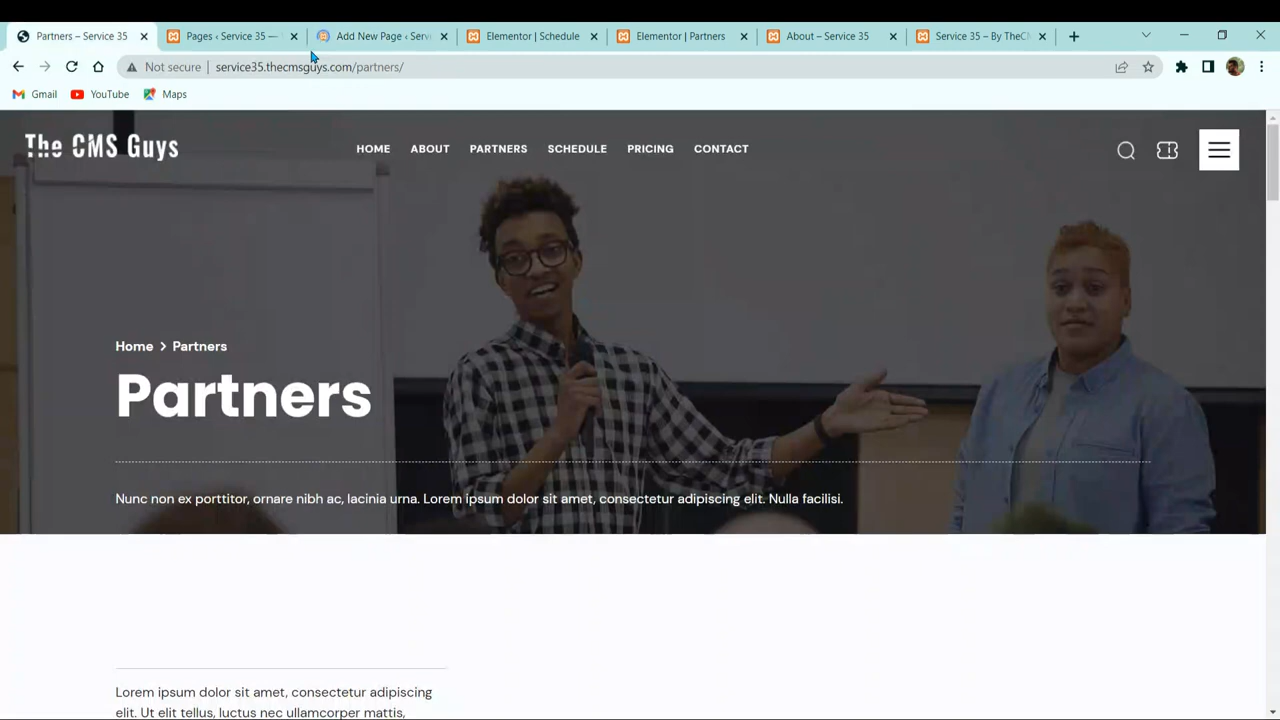 Partners – Service 35
Pages ‹ Service 35 —
Add New Page ‹ Serv
Elementor | Schedule
Elementor | Partners
About – Service 35
Service 35 – By TheC
Not secure
service35.thecmsguys.com/partners/
Gmail
YouTube
Maps
The CMS Guys
HOME
ABOUT
PARTNERS
SCHEDULE
PRICING
CONTACT
Home > Partners
Partners
Nunc non ex porttitor, ornare nibh ac, lacinia urna. Lorem ipsum dolor sit amet, consectetur adipiscing elit. Nulla facilisi.
Lorem ipsum dolor sit amet, consectetur adipiscing
elit. Ut elit tellus, luctus nec ullamcorper mattis,